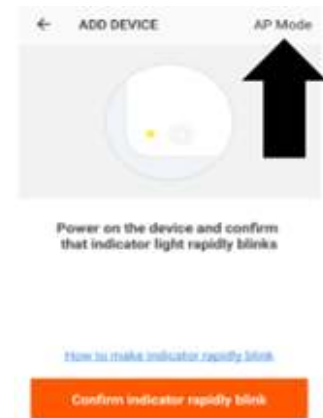 ← ADD DEVICE AP Mode
Power on the device and confirm
that indicator light rapidly blinks
How to make indicator rapidly blink
Confirm indicator rapidly blink